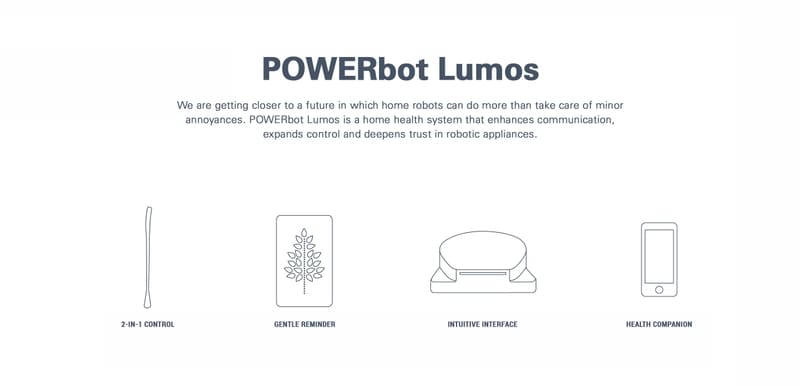 POWERbot Lumos
We are getting closer to a future in which home robots can do more than take care of minor
annoyances. POWERbot Lumos is a home health system that enhances communication,
expands control and deepens trust in robotic appliances.
2-IN-1 CONTROL
GENTLE REMINDER
INTUITIVE INTERFACE
HEALTH COMPANION